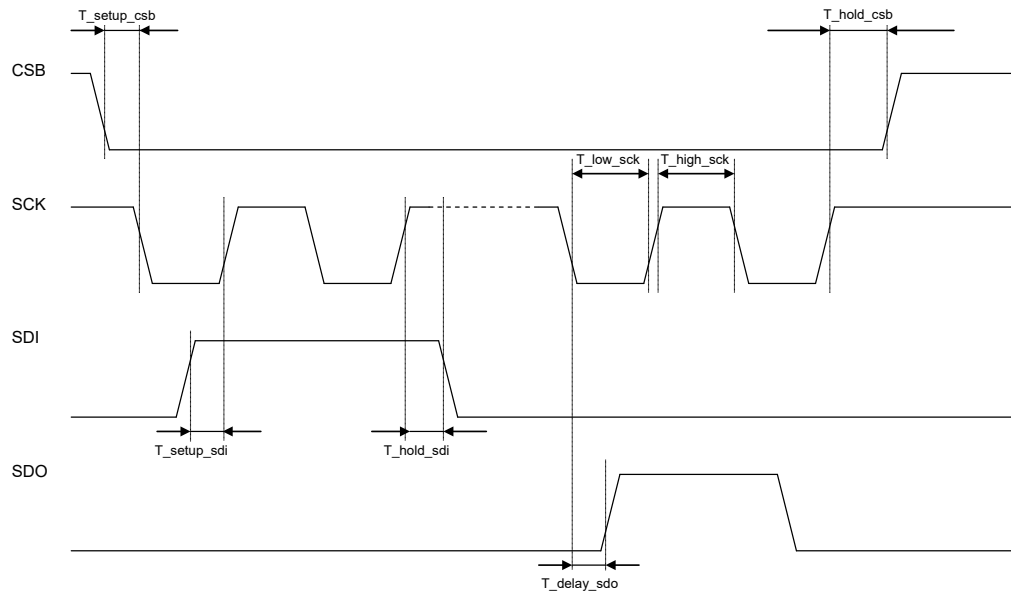 T_setup_csb
T_hold_csb
CSB
T_low_sck
T_high_sck
SCK
SDI
T_setup_sdi
T_hold_sdi
SDO
T_delay_sdo